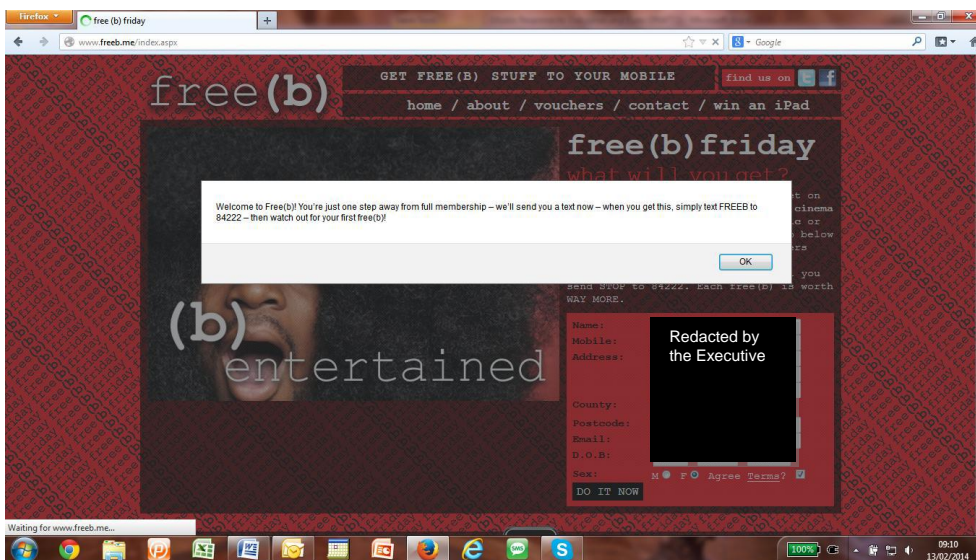 Firefox
free (b) friday
www.freeb.me/index.aspx
Google
free(b)
GET FREE(B) STUFF TO YOUR MOBILE
find us on
home / about / vouchers / contact / win an iPad
free(b)friday
what will you get?
t on
cinema
or
below
Welcome to Free(b)! You're just one step away from full membership – we'll send you a text now – when you get this, simply text FREEB to
84222 – then watch out for your first free(b)!
OK
you
send STOP to 84222. Each free(b) is worth
WAY MORE.
(b)
entertained
Name:
Mobile:
Address:
County:
Postcode:
Email:
D.O.B:
Sex: M F Agree Terms?
DO IT NOW
Redacted by
the Executive
Waiting for www.freeb.me...
100%
09:10
13/02/2014